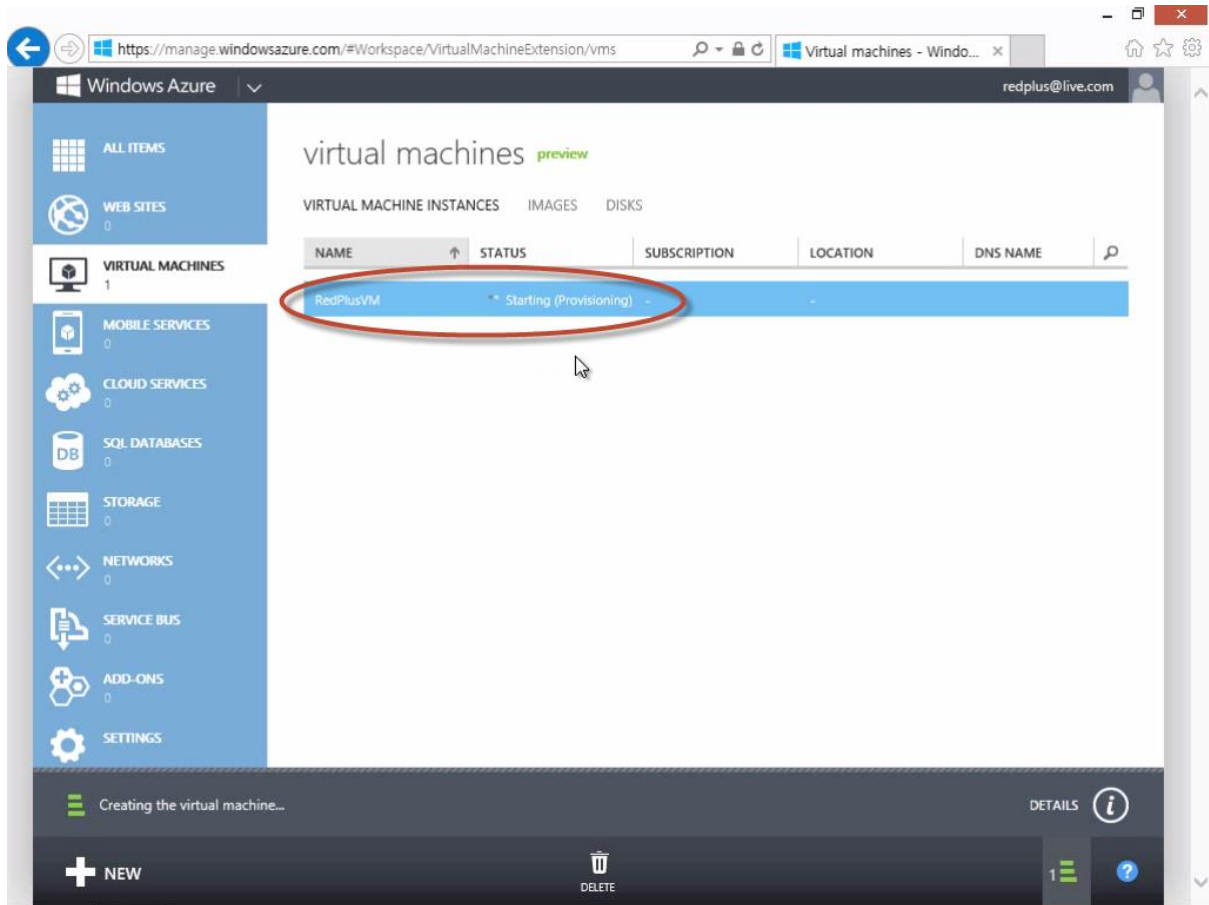 https://manage.windowsazure.com/#Workspace/VirtualMachineExtension/vms
Virtual machines - Windo...
Windows Azure
redplus@live.com
ALL ITEMS
WEB SITES
0
VIRTUAL MACHINES
1
MOBILE SERVICES
0
CLOUD SERVICES
0
SQL DATABASES
0
DB
STORAGE
0
NETWORKS
0
SERVICE BUS
0
ADD-ONS
0
SETTINGS
virtual machines preview
VIRTUAL MACHINE INSTANCES IMAGES DISKS
NAME STATUS SUBSCRIPTION LOCATION DNS NAME
RedPlusVM Starting (Provisioning) - -
Creating the virtual machine...
DETAILS i
NEW
DELETE
1
?